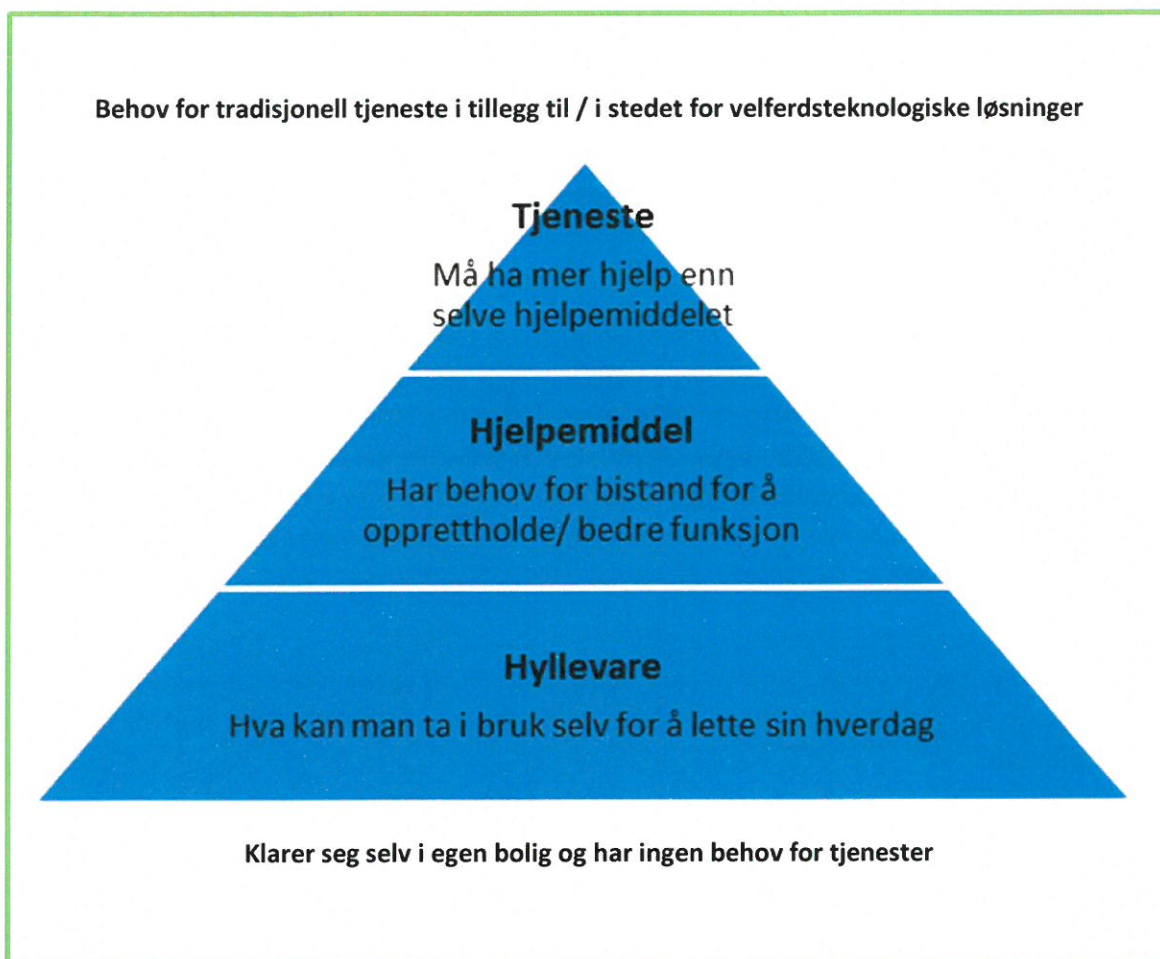 Behov for tradisjonell tjeneste i tillegg til / i stedet for velferdsteknologiske løsninger
Tjeneste
Må ha mer hjelp enn
selve hjelpemiddelet
Hjelpemiddel
Har behov for bistand for å
opprettholde/ bedre funksjon
Hyllevare
Hva kan man ta i bruk selv for å lette sin hverdag
Klarer seg selv i egen bolig og har ingen behov for tjenester